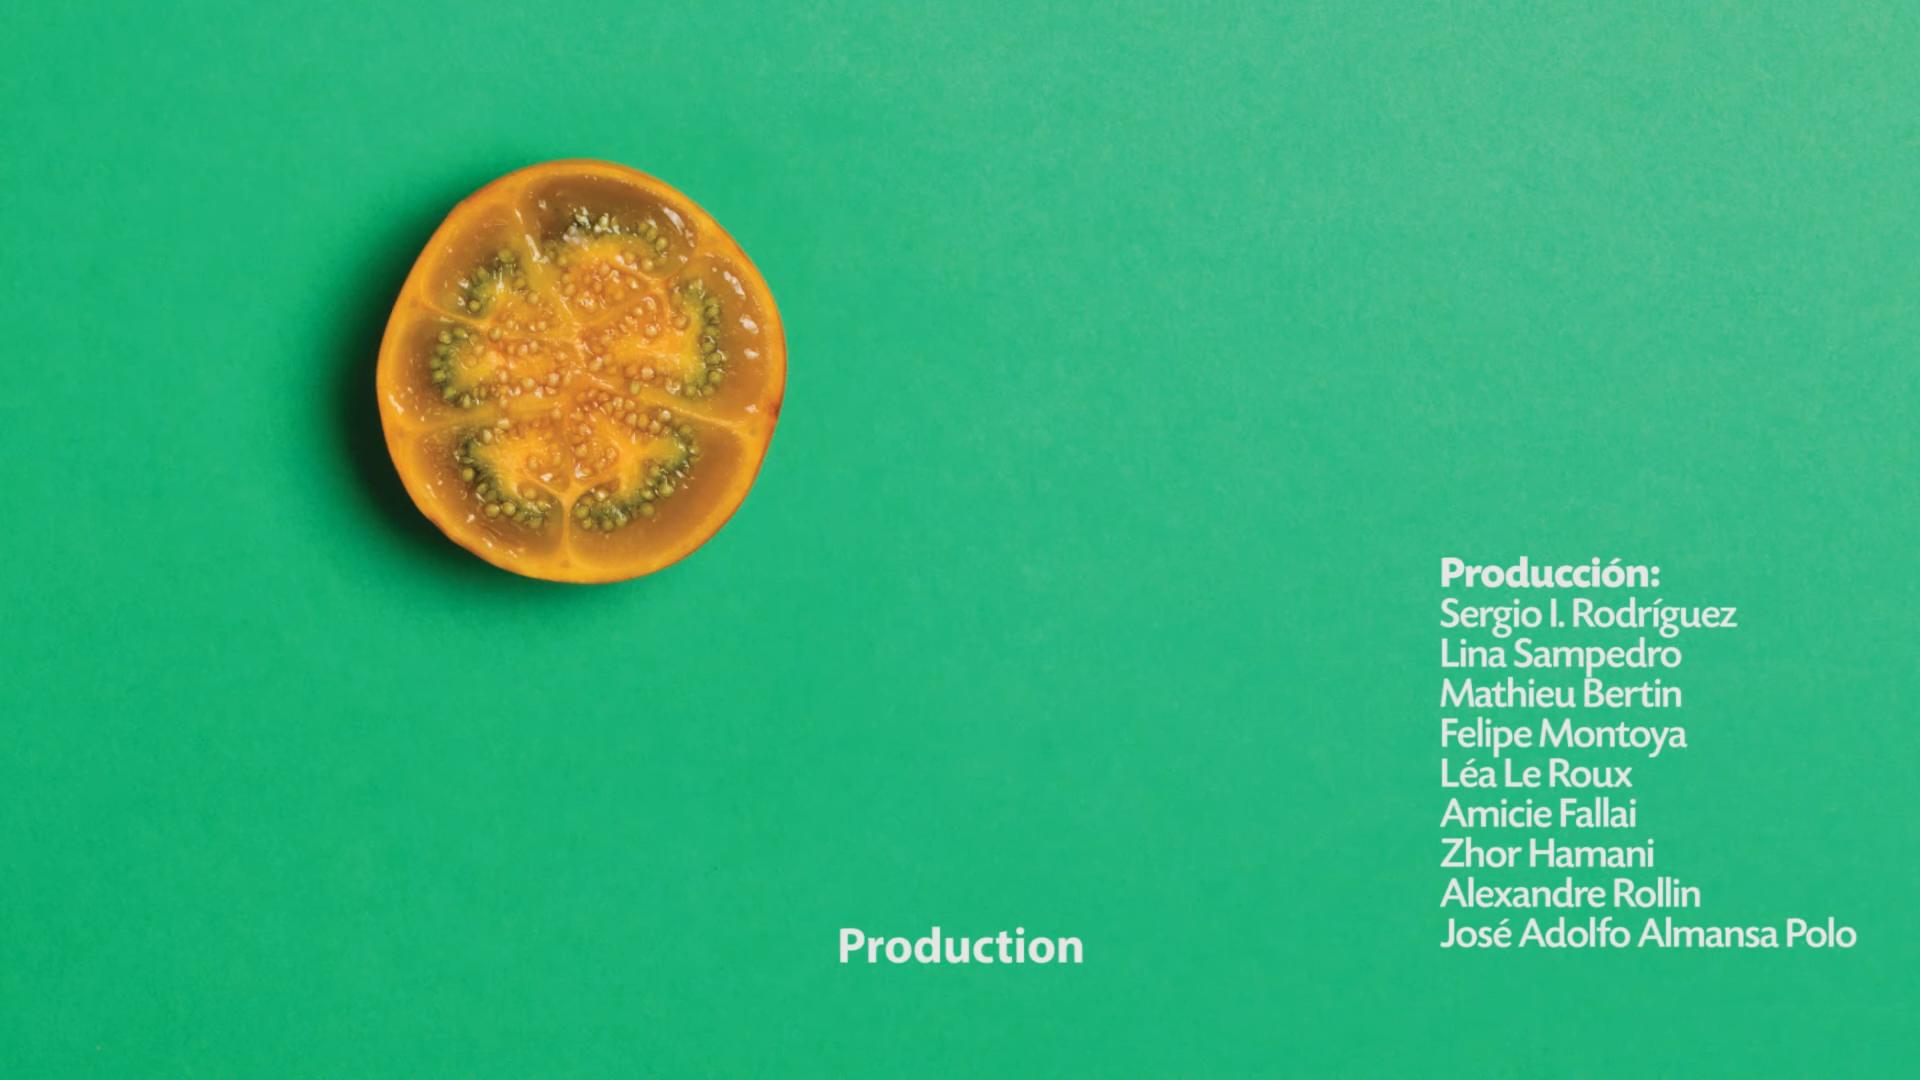 Producción:
Sergio I. Rodríguez
Lina Sampedro
Mathieu Bertin
Felipe Montoya
Léa Le Roux
Amicie Fallai
Zhor Hamani
Alexandre Rollin
José Adolfo Almansa Polo
Production